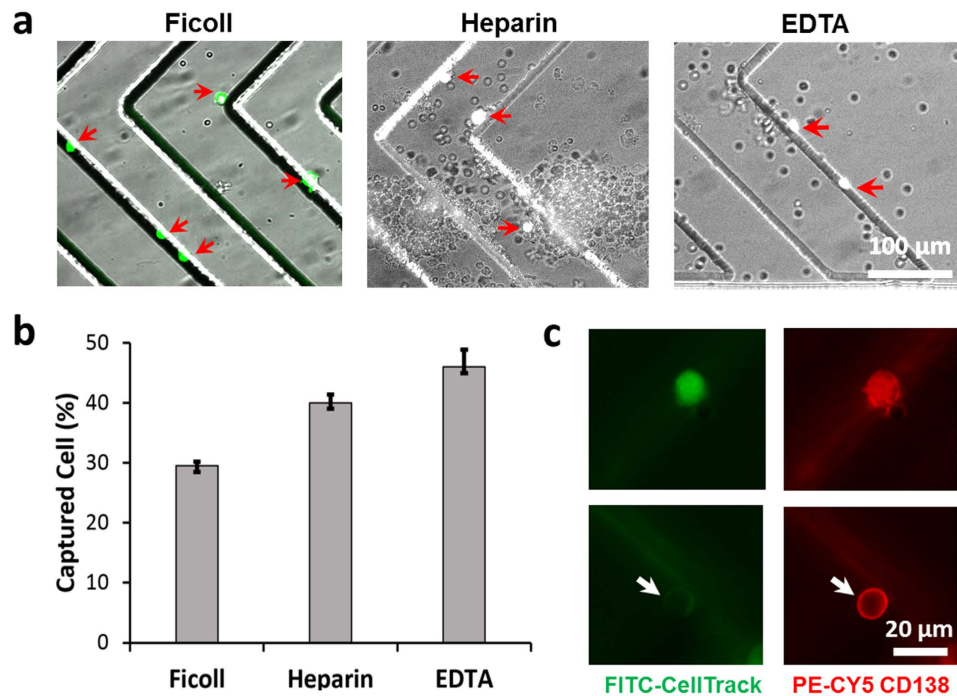 a
Ficoll
Heparin
EDTA
100 μm
b
Captured Cell (%)
50
40
30
20
10
0
Ficoll
Heparin
EDTA
c
20 μm
FITC-CellTrack
PE-CY5 CD138